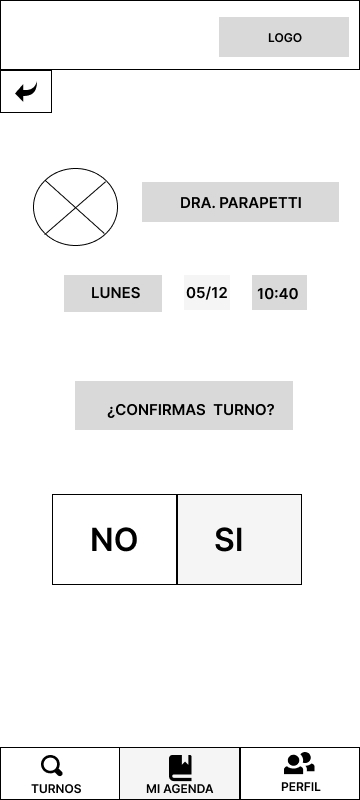 LOGO
DRA. PARAPETTI
LUNES 05/12 10:40
¿CONFIRMAS TURNO?
NO SI
TURNOS MI AGENDA PERFIL